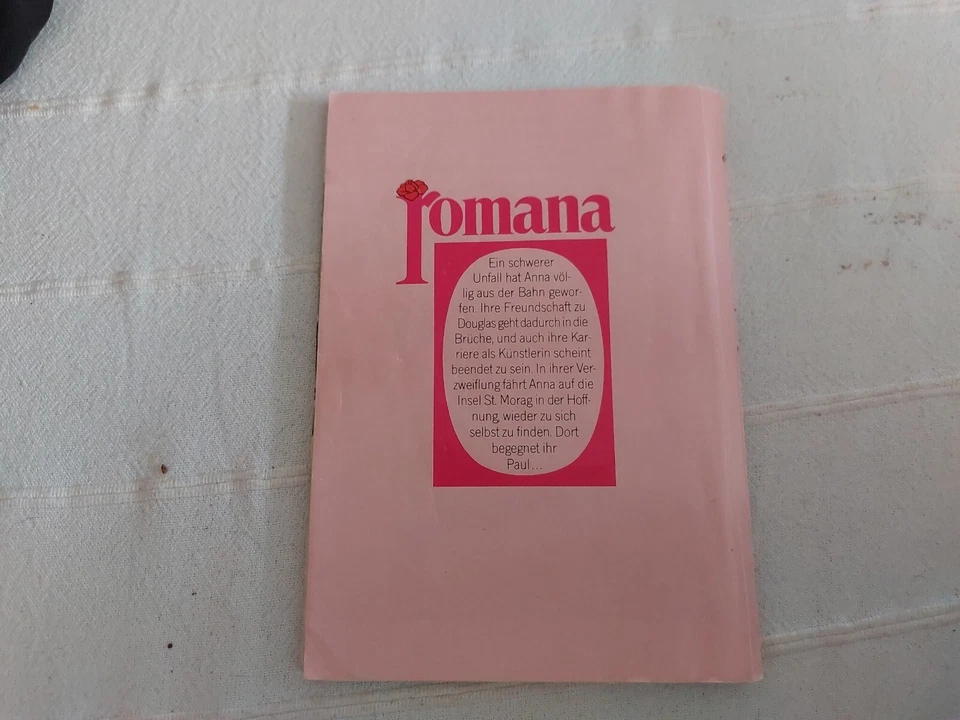 romana
Ein schwerer
Unfall hat Anna völ-
lig aus der Bahn gewor-
fen. Ihre Freundschaft zu
Douglas geht dadurch in die
Brüche, und auch ihre Kar-
riere als Künstlerin scheint
beendet zu sein. In ihrer Ver-
zweiflung fährt Anna auf die
Insel St. Morag in der Hoff-
nung, wieder zu sich
selbst zu finden. Dort
begegnet ihr
Paul...